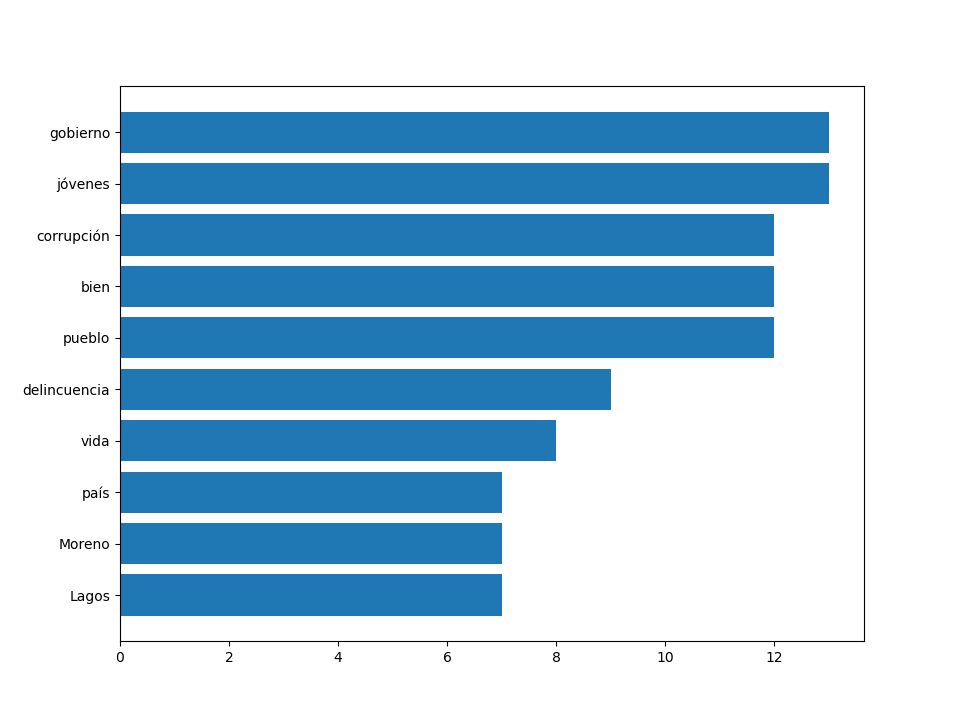 gobierno
jóvenes
corrupción
bien
pueblo
delincuencia
vida
país
Moreno
Lagos
0 2 4 6 8 10 12